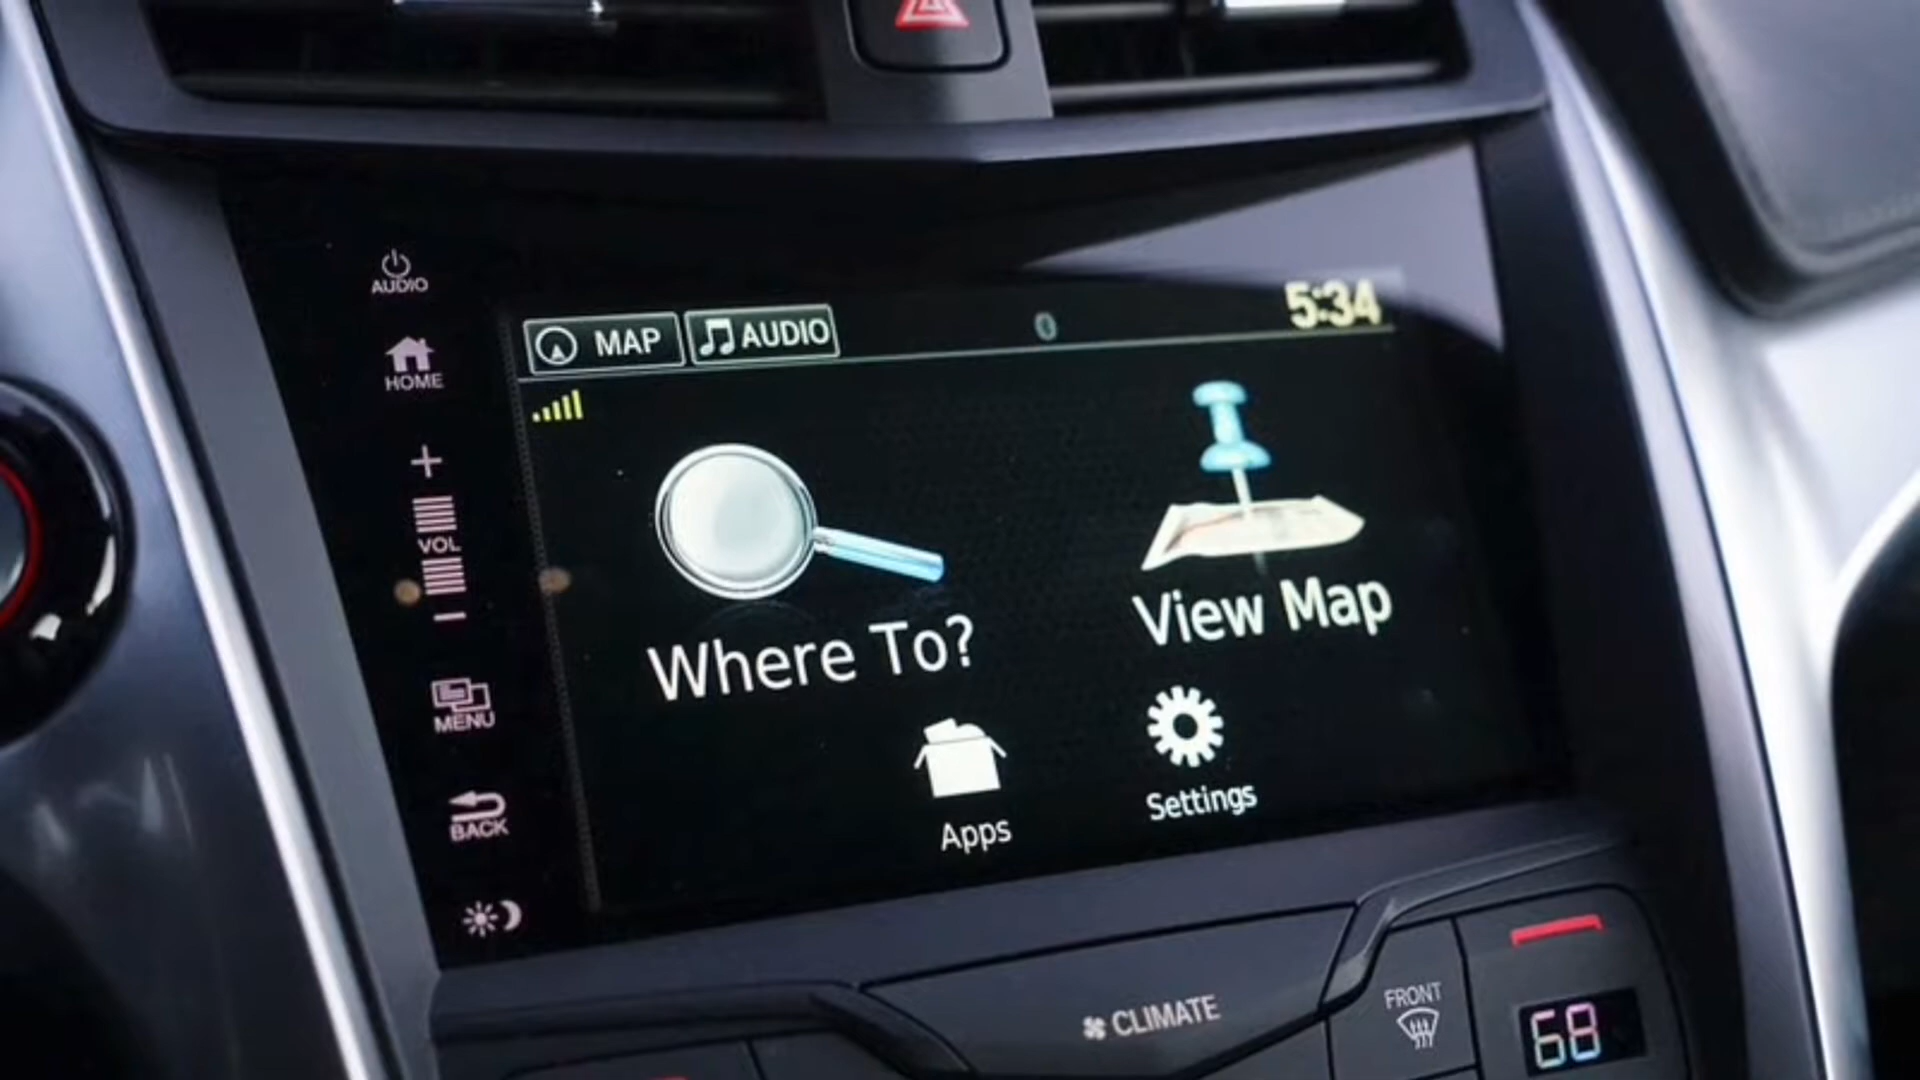 AUDIO
HOME
VOL
MENU
BACK
MAP
AUDIO
5:34
Where To?
View Map
Apps
Settings
CLIMATE
FRONT
68